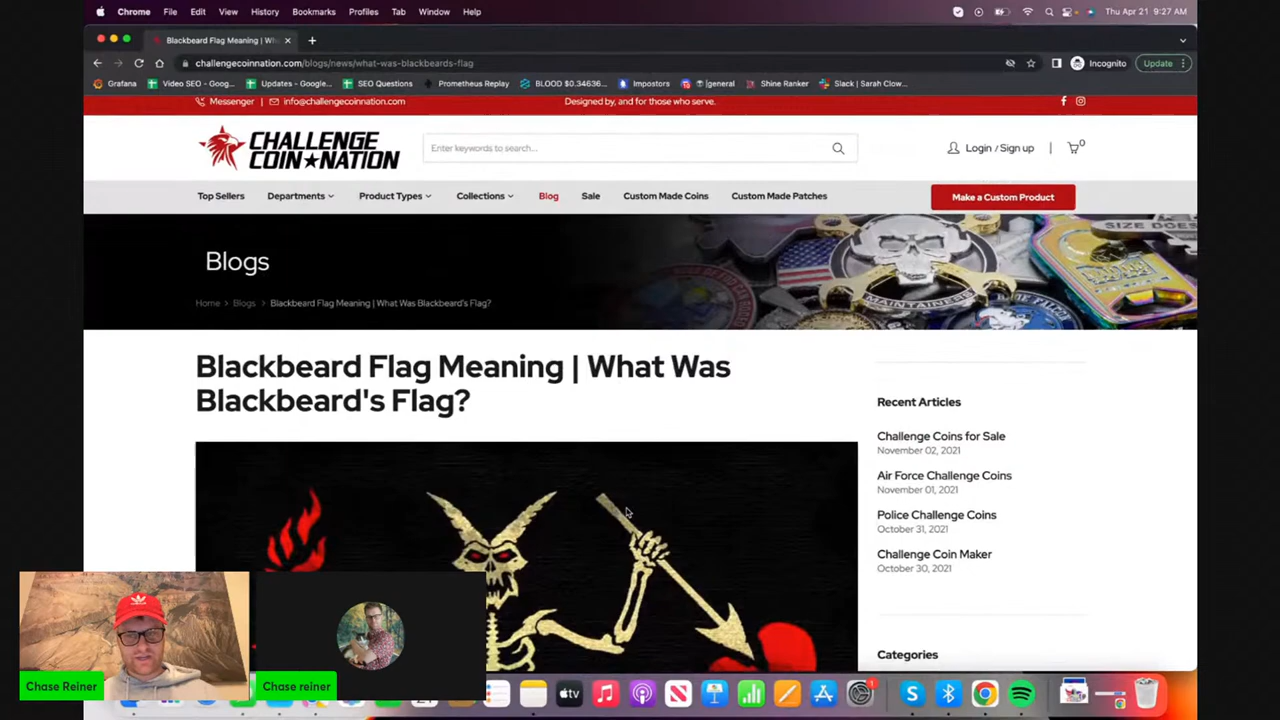 Chrome File Edit View History Bookmarks Profiles Tab Window Help Thu Apr 21 9:27 AM
Blackbeard Flag Meaning | Wh
challengecoinnation.com/blogs/news/what-was-blackbeards-flag Incognito Update
Grafana Video SEO - Goog... Updates - Google... SEO Questions Prometheus Replay BLOOD $0.34636... Impostors |general Shine Ranker Slack | Sarah Clow...
Messenger | info@challengecoinnation.com Designed by, and for those who serve.
CHALLENGE
COIN★NATION
Enter keywords to search...
Login / Sign up | 0
Top Sellers Departments Product Types Collections Blog Sale Custom Made Coins Custom Made Patches Make a Custom Product
SIZE DOES
Blogs
MAINTAINERS
Home > Blogs > Blackbeard Flag Meaning | What Was Blackbeard's Flag?
Blackbeard Flag Meaning | What Was
Blackbeard's Flag?
Recent Articles
Challenge Coins for Sale
November 02, 2021
Air Force Challenge Coins
November 01, 2021
Police Challenge Coins
October 31, 2021
Challenge Coin Maker
October 30, 2021
Categories
Chase Reiner
Chase reiner
tv
1